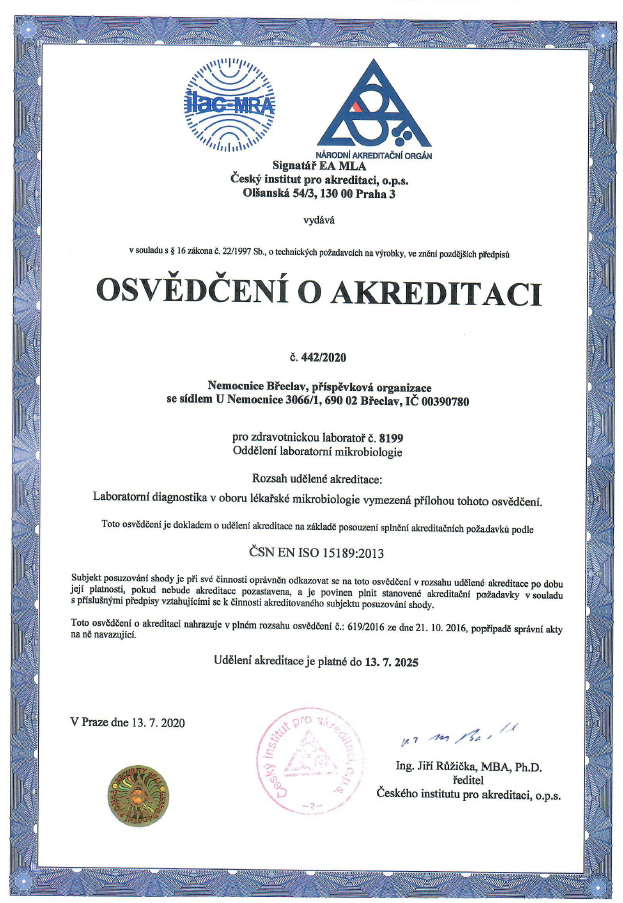 ilac-MRA
NÁRODNÍ AKREDITAČNÍ ORGÁN
Signatář EA MLA
Český institut pro akreditaci, o.p.s.
Olšanská 54/3, 130 00 Praha 3
vydává
v souladu s § 16 zákona č. 22/1997 Sb., o technických požadavcích na výrobky, ve znění pozdějších předpisů
OSVĚDČENÍ O AKREDITACI
č. 442/2020
Nemocnice Břeclav, příspěvková organizace
se sídlem U Nemocnice 3066/1, 690 02 Břeclav, IČ 00390780
pro zdravotnickou laboratoř č. 8199
Oddělení laboratorní mikrobiologie
Rozsah udělené akreditace:
Laboratorní diagnostika v oboru lékařské mikrobiologie vymezená přílohou tohoto osvědčení.
Toto osvědčení je dokladem o udělení akreditace na základě posouzení splnění akreditačních požadavků podle
ČSN EN ISO 15189:2013
Subjekt posuzování shody je při své činnosti oprávněn odkazovat se na toto osvědčení v rozsahu udělené akreditace po dobu
její platnosti, pokud nebude akreditace pozastavena, a je povinen plnit stanovené akreditační požadavky v souladu
s příslušnými předpisy vztahujícími se k činnosti akreditovaného subjektu posuzování shody.
Toto osvědčení o akreditaci nahrazuje v plném rozsahu osvědčení č.: 619/2016 ze dne 21. 10. 2016, popřípadě správní akty
na ně navazující.
Udělení akreditace je platné do 13. 7. 2025
V Praze dne 13. 7. 2020
Český institut pro akreditaci, o.p.s.
-2-
Ing. Jiří Růžička, MBA, Ph.D.
ředitel
Českého institutu pro akreditaci, o.p.s.